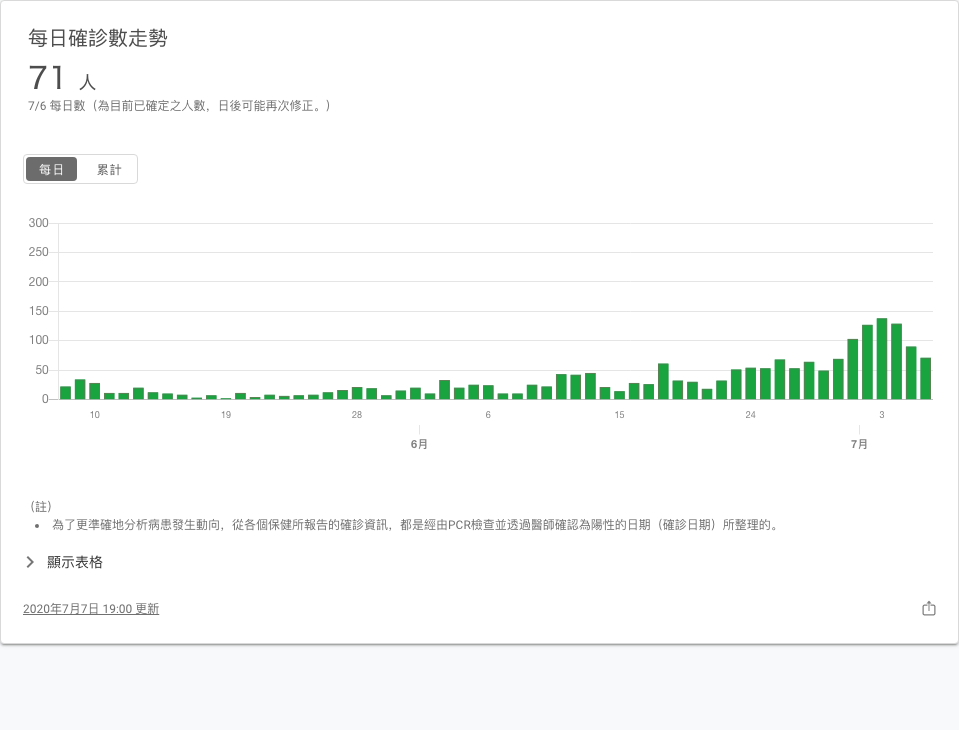 每日確診數走勢
71 人
7/6 每日數（為目前已確定之人數，日後可能再次修正。）
每日 累計
300
250
200
150
100
50
0
10 19 28 6 15 24 3
6月 7月
（註）
• 為了更準確地分析病患發生動向，從各個保健所報告的確診資訊，都是經由PCR檢查並透過醫師確認為陽性的日期（確診日期）所整理的。
顯示表格
2020年7月7日 19:00 更新